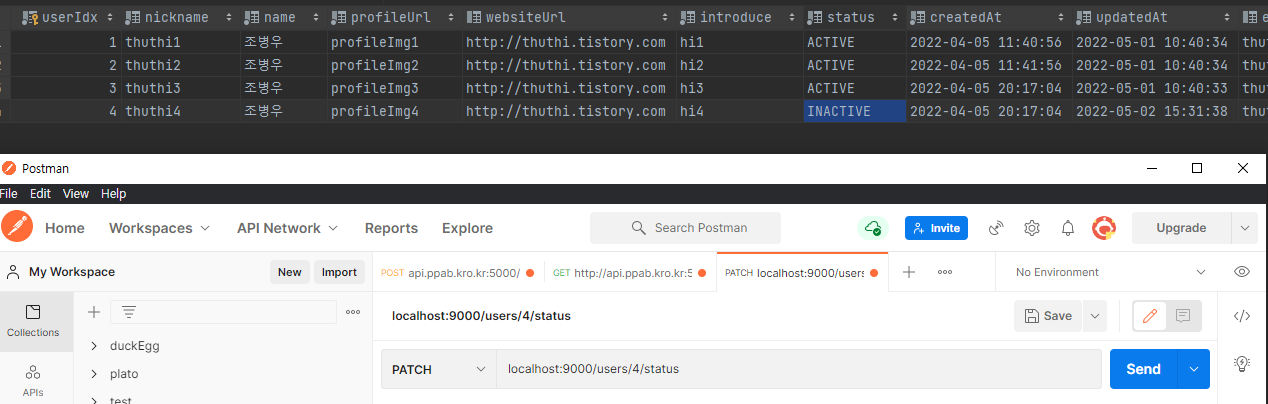 userIdx nickname name profileUrl websiteUrl introduce status createdAt updatedAt
1 thuthi1 조병우 profileImg1 http://thuthi.tistory.com hi1 ACTIVE 2022-04-05 11:40:56 2022-05-01 10:40:34
2 thuthi2 조병우 profileImg2 http://thuthi.tistory.com hi2 ACTIVE 2022-04-05 11:41:56 2022-05-01 10:40:34
3 thuthi3 조병우 profileImg3 http://thuthi.tistory.com hi3 ACTIVE 2022-04-05 20:17:04 2022-05-01 10:40:33
4 thuthi4 조병우 profileImg4 http://thuthi.tistory.com hi4 INACTIVE 2022-04-05 20:17:04 2022-05-02 15:31:38
Postman
File Edit View Help
Home Workspaces API Network Reports Explore Search Postman Invite Upgrade
My Workspace New Import POST api.ppab.kro.kr:5000/ GET http://api.ppab.kro.kr:5 PATCH localhost:9000/users No Environment
Collections localhost:9000/users/4/status Save
duckEgg
PATCH localhost:9000/users/4/status Send
plato
APIs
test